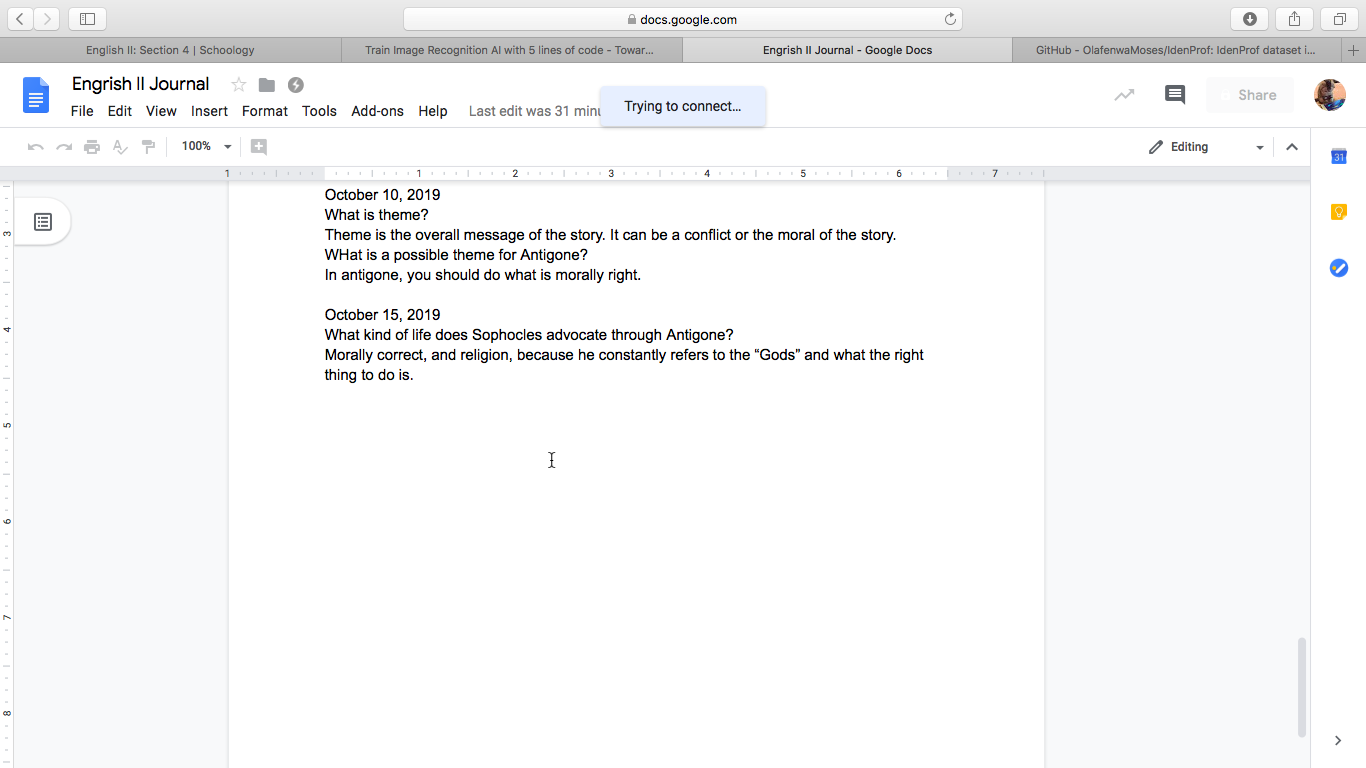 docs.google.com
English II: Section 4 | Schoology
Train Image Recognition AI with 5 lines of code - Towar...
Engrish II Journal - Google Docs
GitHub - OlafenwaMoses/IdenProf: IdenProf dataset i...
Engrish II Journal
Trying to connect...
Share
File Edit View Insert Format Tools Add-ons Help Last edit was 31 minu
100%
Editing
1 1 2 3 4 5 6 7
31
October 10, 2019
What is theme?
Theme is the overall message of the story. It can be a conflict or the moral of the story.
WHat is a possible theme for Antigone?
In antigone, you should do what is morally right.
October 15, 2019
What kind of life does Sophocles advocate through Antigone?
Morally correct, and religion, because he constantly refers to the “Gods” and what the right
thing to do is.
3
4
5
6
7
8